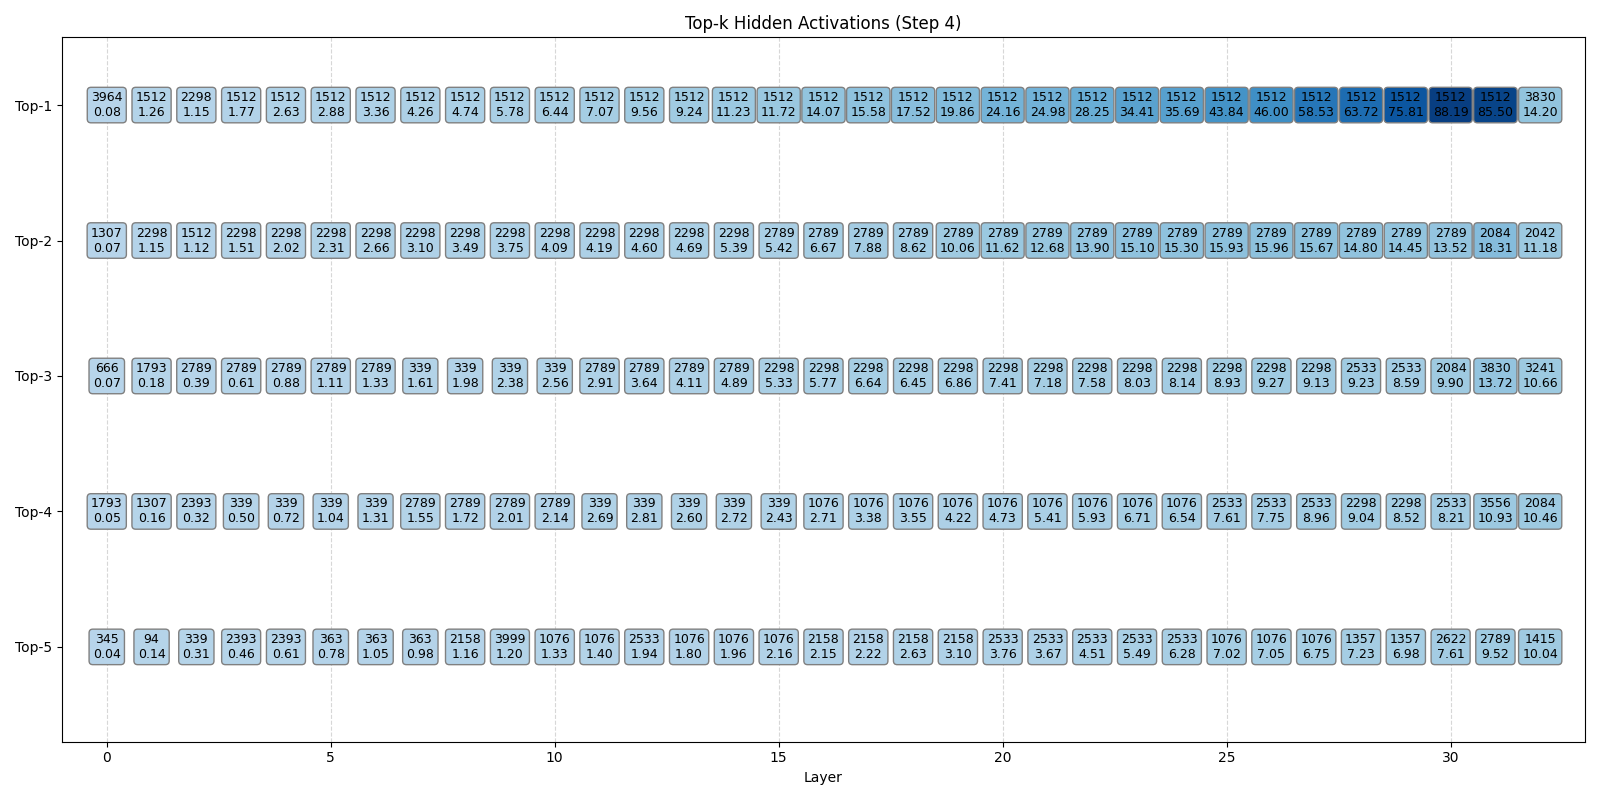 Top-k Hidden Activations (Step 4)
Top-1
3964 1512 2298 1512 1512 1512 1512 1512 1512 1512 1512 1512 1512 1512 1512 1512 1512 1512 1512 1512 1512 1512 1512 1512 1512 1512 1512 1512 1512 1512 1512 1512 3830
0.08 1.26 1.15 1.77 2.63 2.88 3.36 4.26 4.74 5.78 6.44 7.07 9.56 9.24 11.23 11.72 14.07 15.58 17.52 19.86 24.16 24.98 28.25 34.41 35.69 43.84 46.00 58.53 63.72 75.81 88.19 85.50 14.20
Top-2
1307 2298 1512 2298 2298 2298 2298 2298 2298 2298 2298 2298 2298 2298 2298 2789 2789 2789 2789 2789 2789 2789 2789 2789 2789 2789 2789 2789 2789 2789 2789 2084 2042
0.07 1.15 1.12 1.51 2.02 2.31 2.66 3.10 3.49 3.75 4.09 4.19 4.60 4.69 5.39 5.42 6.67 7.88 8.62 10.06 11.62 12.68 13.90 15.10 15.30 15.93 15.96 15.67 14.80 14.45 13.52 18.31 11.18
Top-3
666 1793 2789 2789 2789 2789 2789 339 339 339 339 2789 2789 2789 2789 2298 2298 2298 2298 2298 2298 2298 2298 2298 2298 2298 2298 2298 2533 2533 2084 3830 3241
0.07 0.18 0.39 0.61 0.88 1.11 1.33 1.61 1.98 2.38 2.56 2.91 3.64 4.11 4.89 5.33 5.77 6.64 6.45 6.86 7.41 7.18 7.58 8.03 8.14 8.93 9.27 9.13 9.23 8.59 9.90 13.72 10.66
Top-4
1793 1307 2393 339 339 339 339 2789 2789 2789 2789 339 339 339 339 339 1076 1076 1076 1076 1076 1076 1076 1076 1076 2533 2533 2533 2298 2298 2533 3556 2084
0.05 0.16 0.32 0.50 0.72 1.04 1.31 1.55 1.72 2.01 2.14 2.69 2.81 2.60 2.72 2.43 2.71 3.38 3.55 4.22 4.73 5.41 5.93 6.71 6.54 7.61 7.75 8.96 9.04 8.52 8.21 10.93 10.46
Top-5
345 94 339 2393 2393 363 363 363 2158 3999 1076 1076 2533 1076 1076 1076 2158 2158 2158 2158 2533 2533 2533 2533 2533 1076 1076 1076 1357 1357 2622 2789 1415
0.04 0.14 0.31 0.46 0.61 0.78 1.05 0.98 1.16 1.20 1.33 1.40 1.94 1.80 1.96 2.16 2.15 2.22 2.63 3.10 3.76 3.67 4.51 5.49 6.28 7.02 7.05 6.75 7.23 6.98 7.61 9.52 10.04
0 5 10 15 20 25 30
Layer